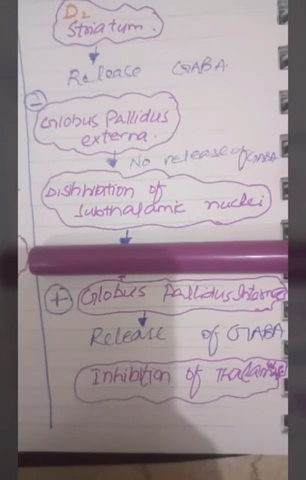 D2
Striatum.
Release GABA.
Globus Pallidus
externa.
No release of GABA
Disinhibition of
Subthalamic nuclei
Globus Pallidus Interna
Release of GABA
Inhibition of Thalamus